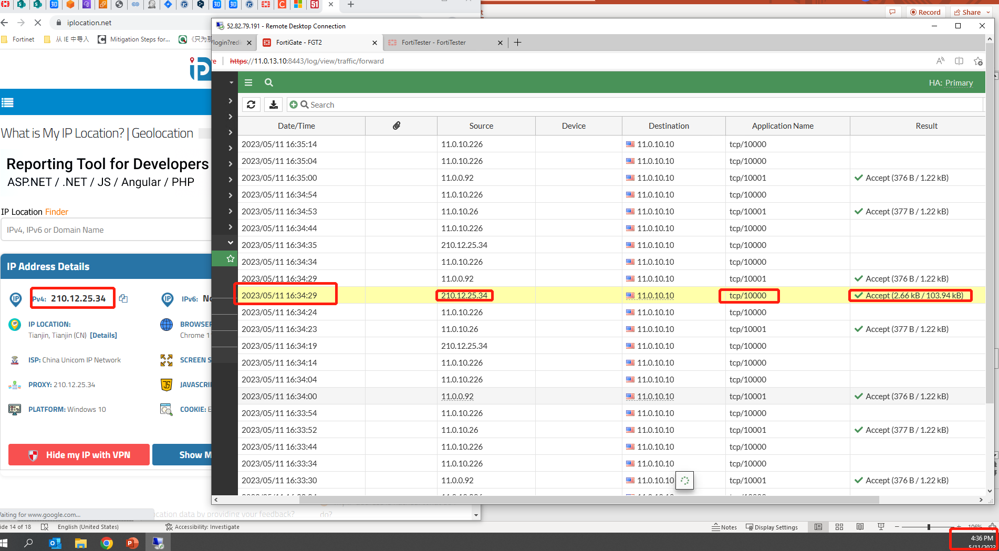 iplocation.net
Fortinet
从 IE 中导入
Mitigation Steps for...
《只为那
51
What is My IP Location? | Geolocation
Reporting Tool for Developers
ASP.NET / .NET / JS / Angular / PHP
IP Location Finder
IPv4, IPv6 or Domain Name
IP Address Details
Pv4: 210.12.25.34
IPv6: No
IP LOCATION:
Tianjin, Tianjin (CN) [Details]
BROWSER
Chrome 11
ISP: China Unicom IP Network
SCREEN S
PROXY: 210.12.25.34
JAVASCRI
PLATFORM: Windows 10
COOKIE: E
Hide my IP with VPN
Show M
Waiting for www.google.com...
ocation data by providing your feedback?
do?
Record
Share
52.82.79.191 - Remote Desktop Connection
/login?redir
FortiGate - FGT2
FortiTester - FortiTester
re
https://11.0.13.10:8443/log/view/traffic/forward
HA: Primary
Search
Date/Time Source Device Destination Application Name Result
2023/05/11 16:35:14 11.0.10.226 11.0.10.10 tcp/10000
2023/05/11 16:35:04 11.0.10.226 11.0.10.10 tcp/10000
2023/05/11 16:35:00 11.0.0.92 11.0.10.10 tcp/10001 Accept (376 B / 1.22 kB)
2023/05/11 16:34:54 11.0.10.226 11.0.10.10 tcp/10000
2023/05/11 16:34:53 11.0.10.26 11.0.10.10 tcp/10001 Accept (377 B / 1.22 kB)
2023/05/11 16:34:44 11.0.10.226 11.0.10.10 tcp/10000
2023/05/11 16:34:35 210.12.25.34 11.0.10.10 tcp/10000
2023/05/11 16:34:34 11.0.10.226 11.0.10.10 tcp/10000
2023/05/11 16:34:29 11.0.0.92 11.0.10.10 tcp/10001 Accept (376 B / 1.22 kB)
2023/05/11 16:34:29 210.12.25.34 11.0.10.10 tcp/10000 Accept (2.66 kB / 103.94 kB)
2023/05/11 16:34:24 11.0.10.226 11.0.10.10 tcp/10000
2023/05/11 16:34:23 11.0.10.26 11.0.10.10 tcp/10001 Accept (377 B / 1.22 kB)
2023/05/11 16:34:19 210.12.25.34 11.0.10.10 tcp/10000
2023/05/11 16:34:14 11.0.10.226 11.0.10.10 tcp/10000
2023/05/11 16:34:04 11.0.10.226 11.0.10.10 tcp/10000
2023/05/11 16:34:00 11.0.0.92 11.0.10.10 tcp/10001 Accept (376 B / 1.22 kB)
2023/05/11 16:33:54 11.0.10.226 11.0.10.10 tcp/10000
2023/05/11 16:33:52 11.0.10.26 11.0.10.10 tcp/10001 Accept (377 B / 1.22 kB)
2023/05/11 16:33:44 11.0.10.226 11.0.10.10 tcp/10000
2023/05/11 16:33:34 11.0.10.226 11.0.10.10 tcp/10000
2023/05/11 16:33:30 11.0.0.92 11.0.10.10 tcp/10001 Accept (376 B / 1.22 kB)
ide 14 of 18 English (United States) Accessibility: Investigate Notes Display Settings 106%
4:36 PM
5/11/2023